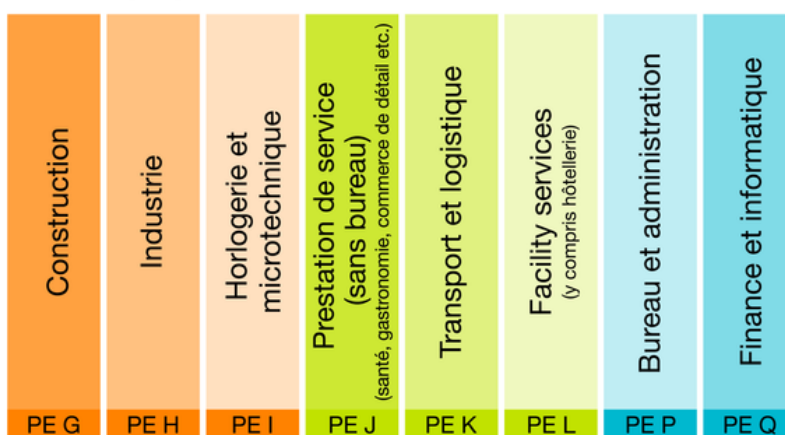 Construction
PE G
Industrie
PE H
Horlogerie et
microtechnique
PE I
Prestation de service
(sans bureau)
(santé, gastronomie, commerce de détail etc.)
PE J
Transport et logistique
PE K
Facility services
(y compris hôtellerie)
PE L
Bureau et administration
PE P
Finance et informatique
PE Q